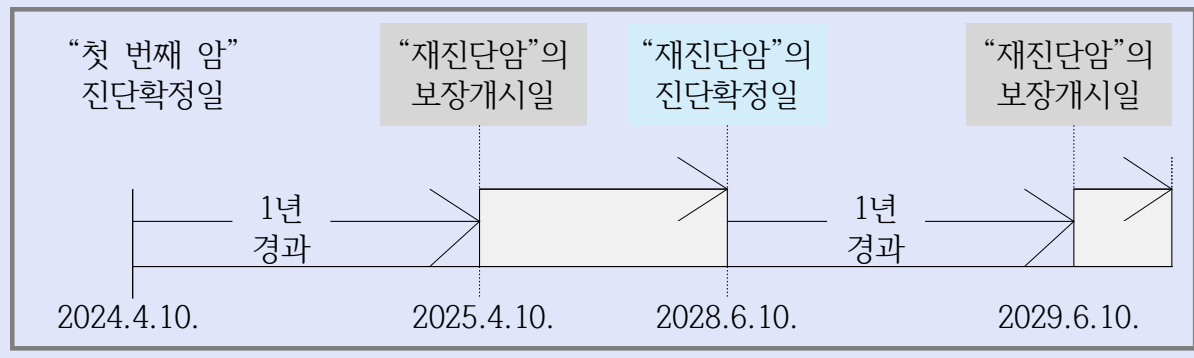 “첫 번째 암”
진단확정일
“재진단암”의
보장개시일
“재진단암”의
진단확정일
“재진단암”의
보장개시일
1년
경과
1년
경과
2024.4.10.
2025.4.10.
2028.6.10.
2029.6.10.